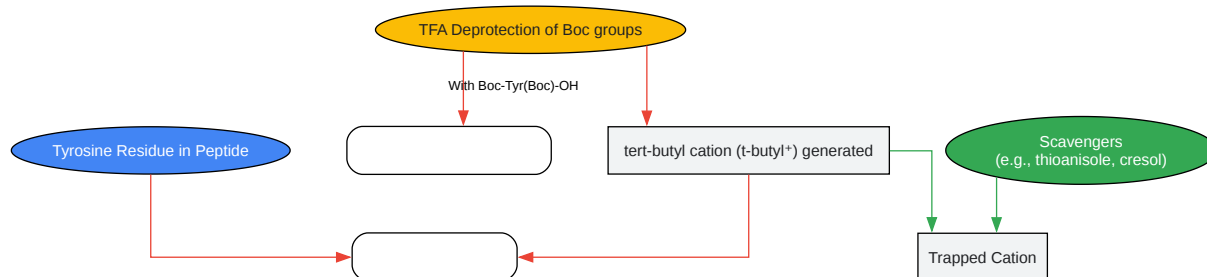 TFA Deprotection of Boc groups
With Boc-Tyr(Boc)-OH
Tyrosine Residue in Peptide
tert-butyl cation (t-butyl⁺) generated
Scavengers
(e.g., thioanisole, cresol)
Trapped Cation